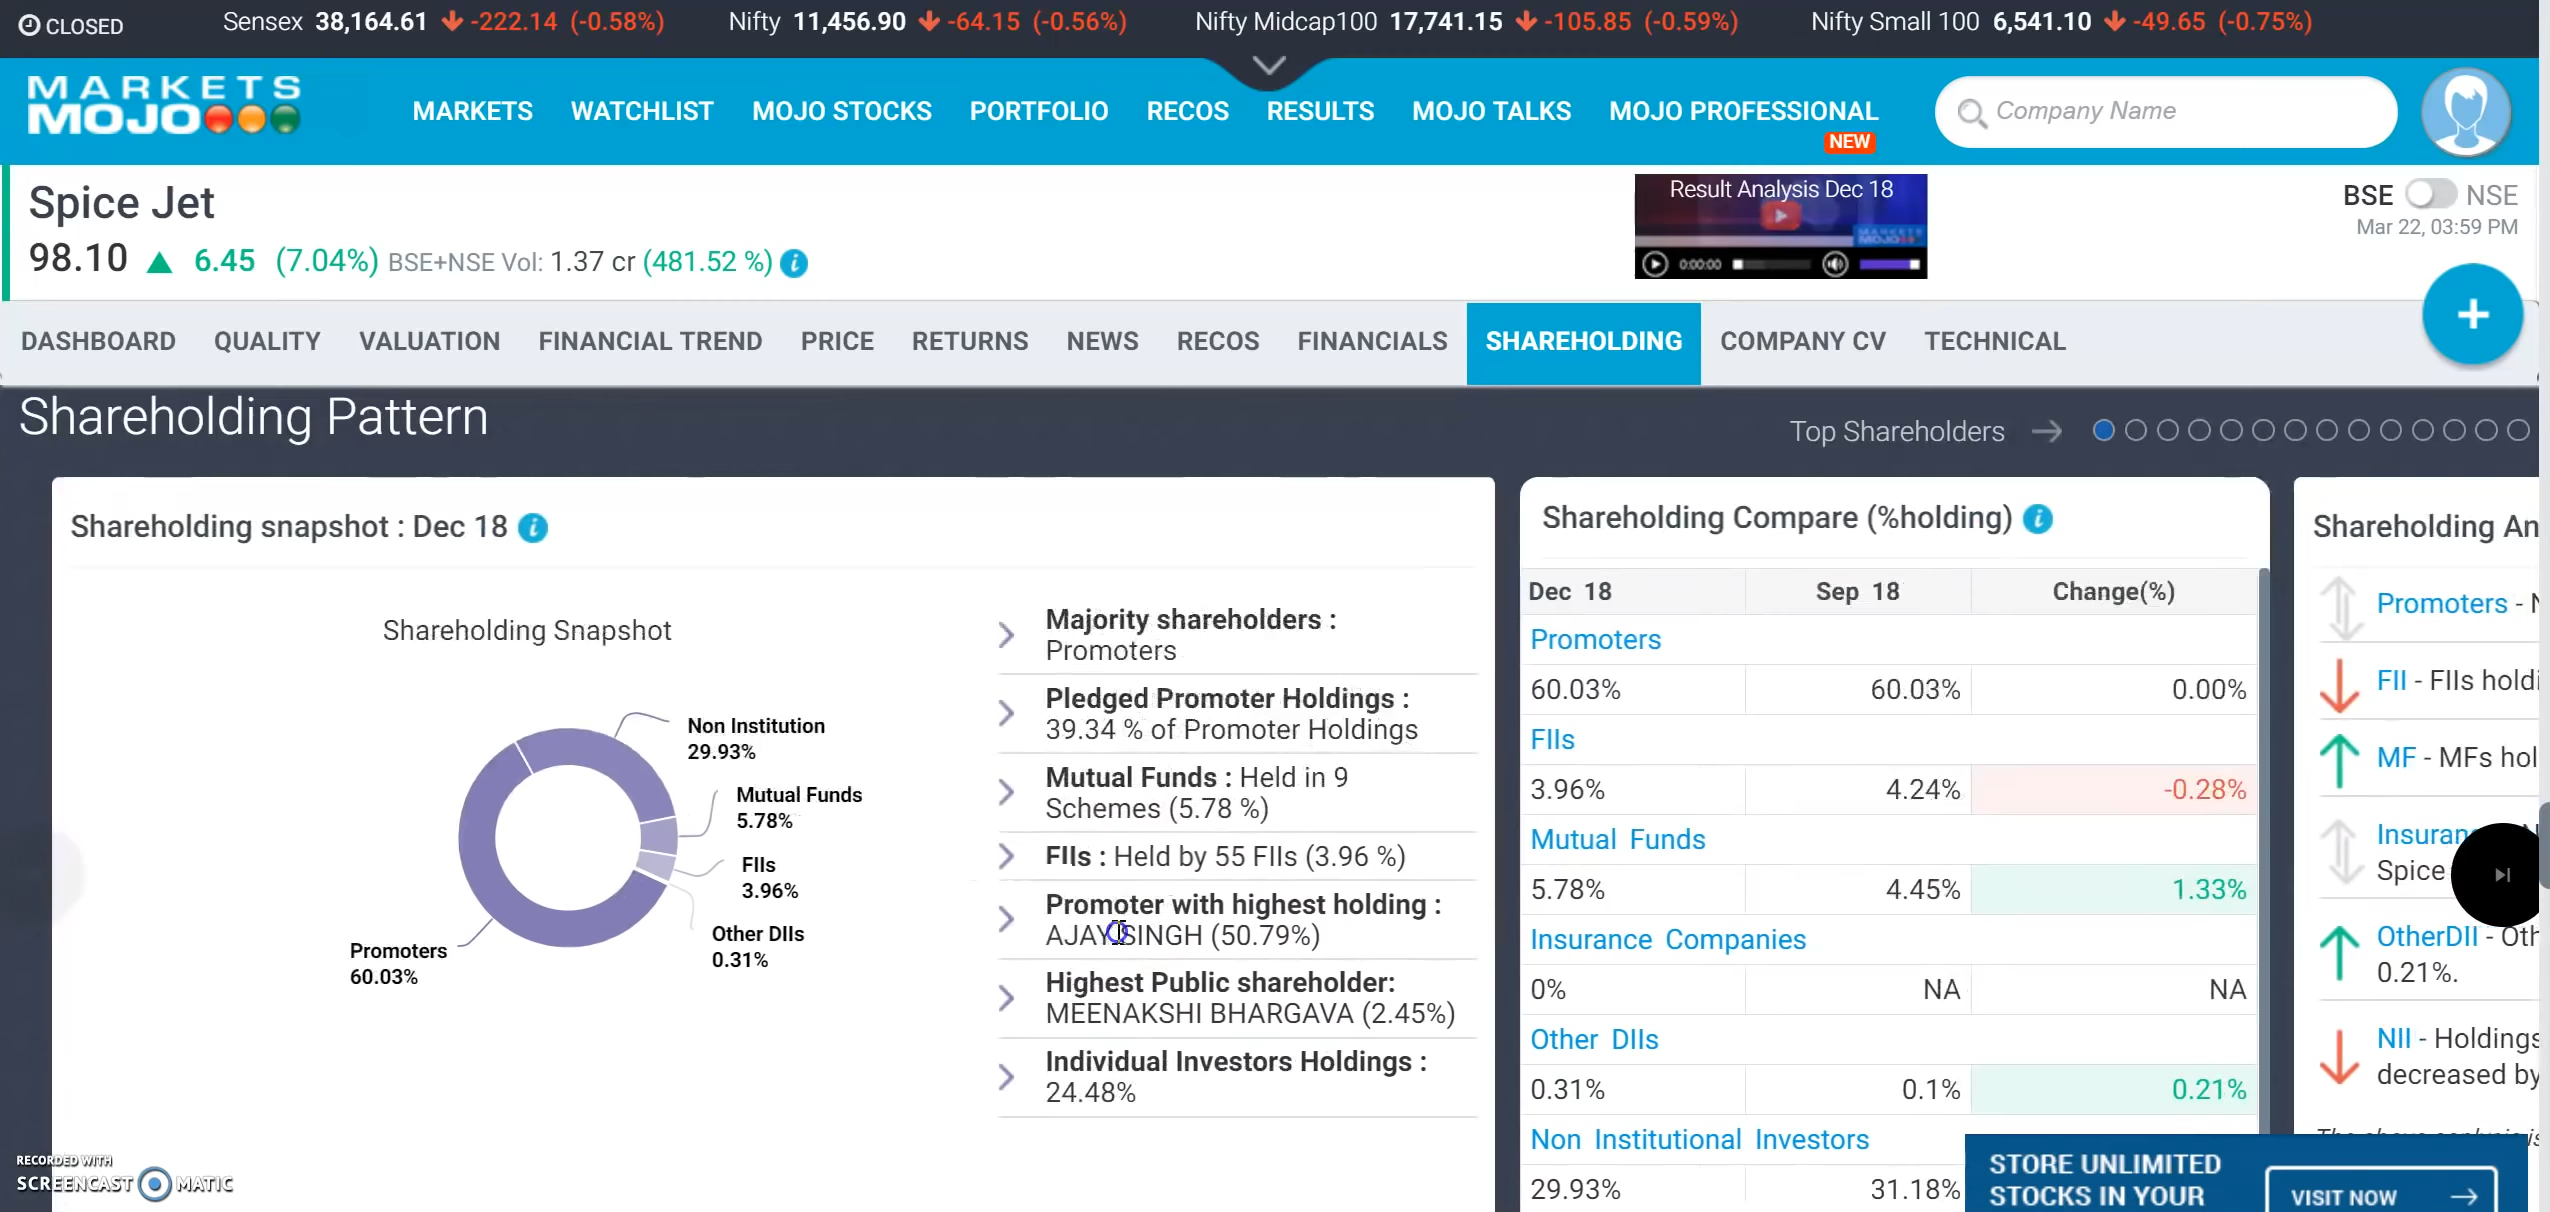 CLOSED Sensex 38,164.61 -222.14 (-0.58%) Nifty 11,456.90 -64.15 (-0.56%) Nifty Midcap100 17,741.15 -105.85 (-0.59%) Nifty Small 100 6,541.10 -49.65 (-0.75%)
MARKETS
MOJO
MARKETS WATCHLIST MOJO STOCKS PORTFOLIO RECOS RESULTS MOJO TALKS MOJO PROFESSIONAL Company Name
NEW
Spice Jet
98.10 6.45 (7.04%) BSE+NSE Vol: 1.37 cr (481.52 %) i
Result Analysis Dec 18
MARKETS
MOJO
0:00:00
BSE NSE
Mar 22, 03:59 PM
+
DASHBOARD QUALITY VALUATION FINANCIAL TREND PRICE RETURNS NEWS RECOS FINANCIALS SHAREHOLDING COMPANY CV TECHNICAL
Shareholding Pattern
Top Shareholders
Shareholding snapshot : Dec 18 i
Shareholding Snapshot
Non Institution
29.93%
Mutual Funds
5.78%
FIIs
3.96%
Other DIIs
0.31%
Promoters
60.03%
Majority shareholders :
Promoters
Pledged Promoter Holdings :
39.34 % of Promoter Holdings
Mutual Funds : Held in 9
Schemes (5.78 %)
FIIs : Held by 55 FIIs (3.96 %)
Promoter with highest holding :
AJAY SINGH (50.79%)
Highest Public shareholder:
MEENAKSHI BHARGAVA (2.45%)
Individual Investors Holdings :
24.48%
Shareholding Compare (%holding) i
Dec 18 Sep 18 Change(%)
Promoters
60.03% 60.03% 0.00%
FIIs
3.96% 4.24% -0.28%
Mutual Funds
5.78% 4.45% 1.33%
Insurance Companies
0% NA NA
Other DIIs
0.31% 0.1% 0.21%
Non Institutional Investors
29.93% 31.18%
Shareholding An
Promoters - N
FII - FIIs holdi
MF - MFs hol
Insuran
Spice
OtherDII - Oth
0.21%.
NII - Holdings
decreased by
STORE UNLIMITED
STOCKS IN YOUR
VISIT NOW
RECORDED WITH
SCREENCAST MATIC